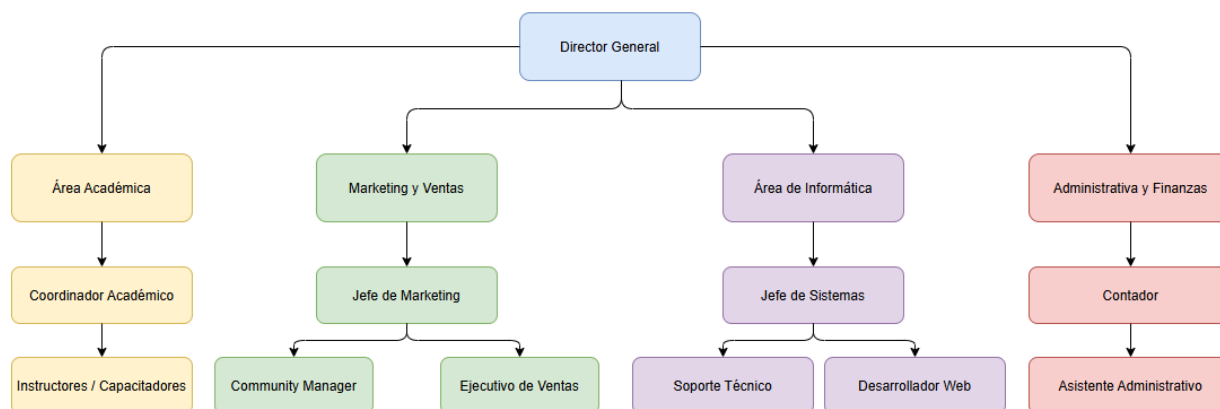 Director General
Área Académica
Marketing y Ventas
Área de Informática
Administrativa y Finanzas
Coordinador Académico
Jefe de Marketing
Jefe de Sistemas
Contador
Instructores / Capacitadores
Community Manager
Ejecutivo de Ventas
Soporte Técnico
Desarrollador Web
Asistente Administrativo